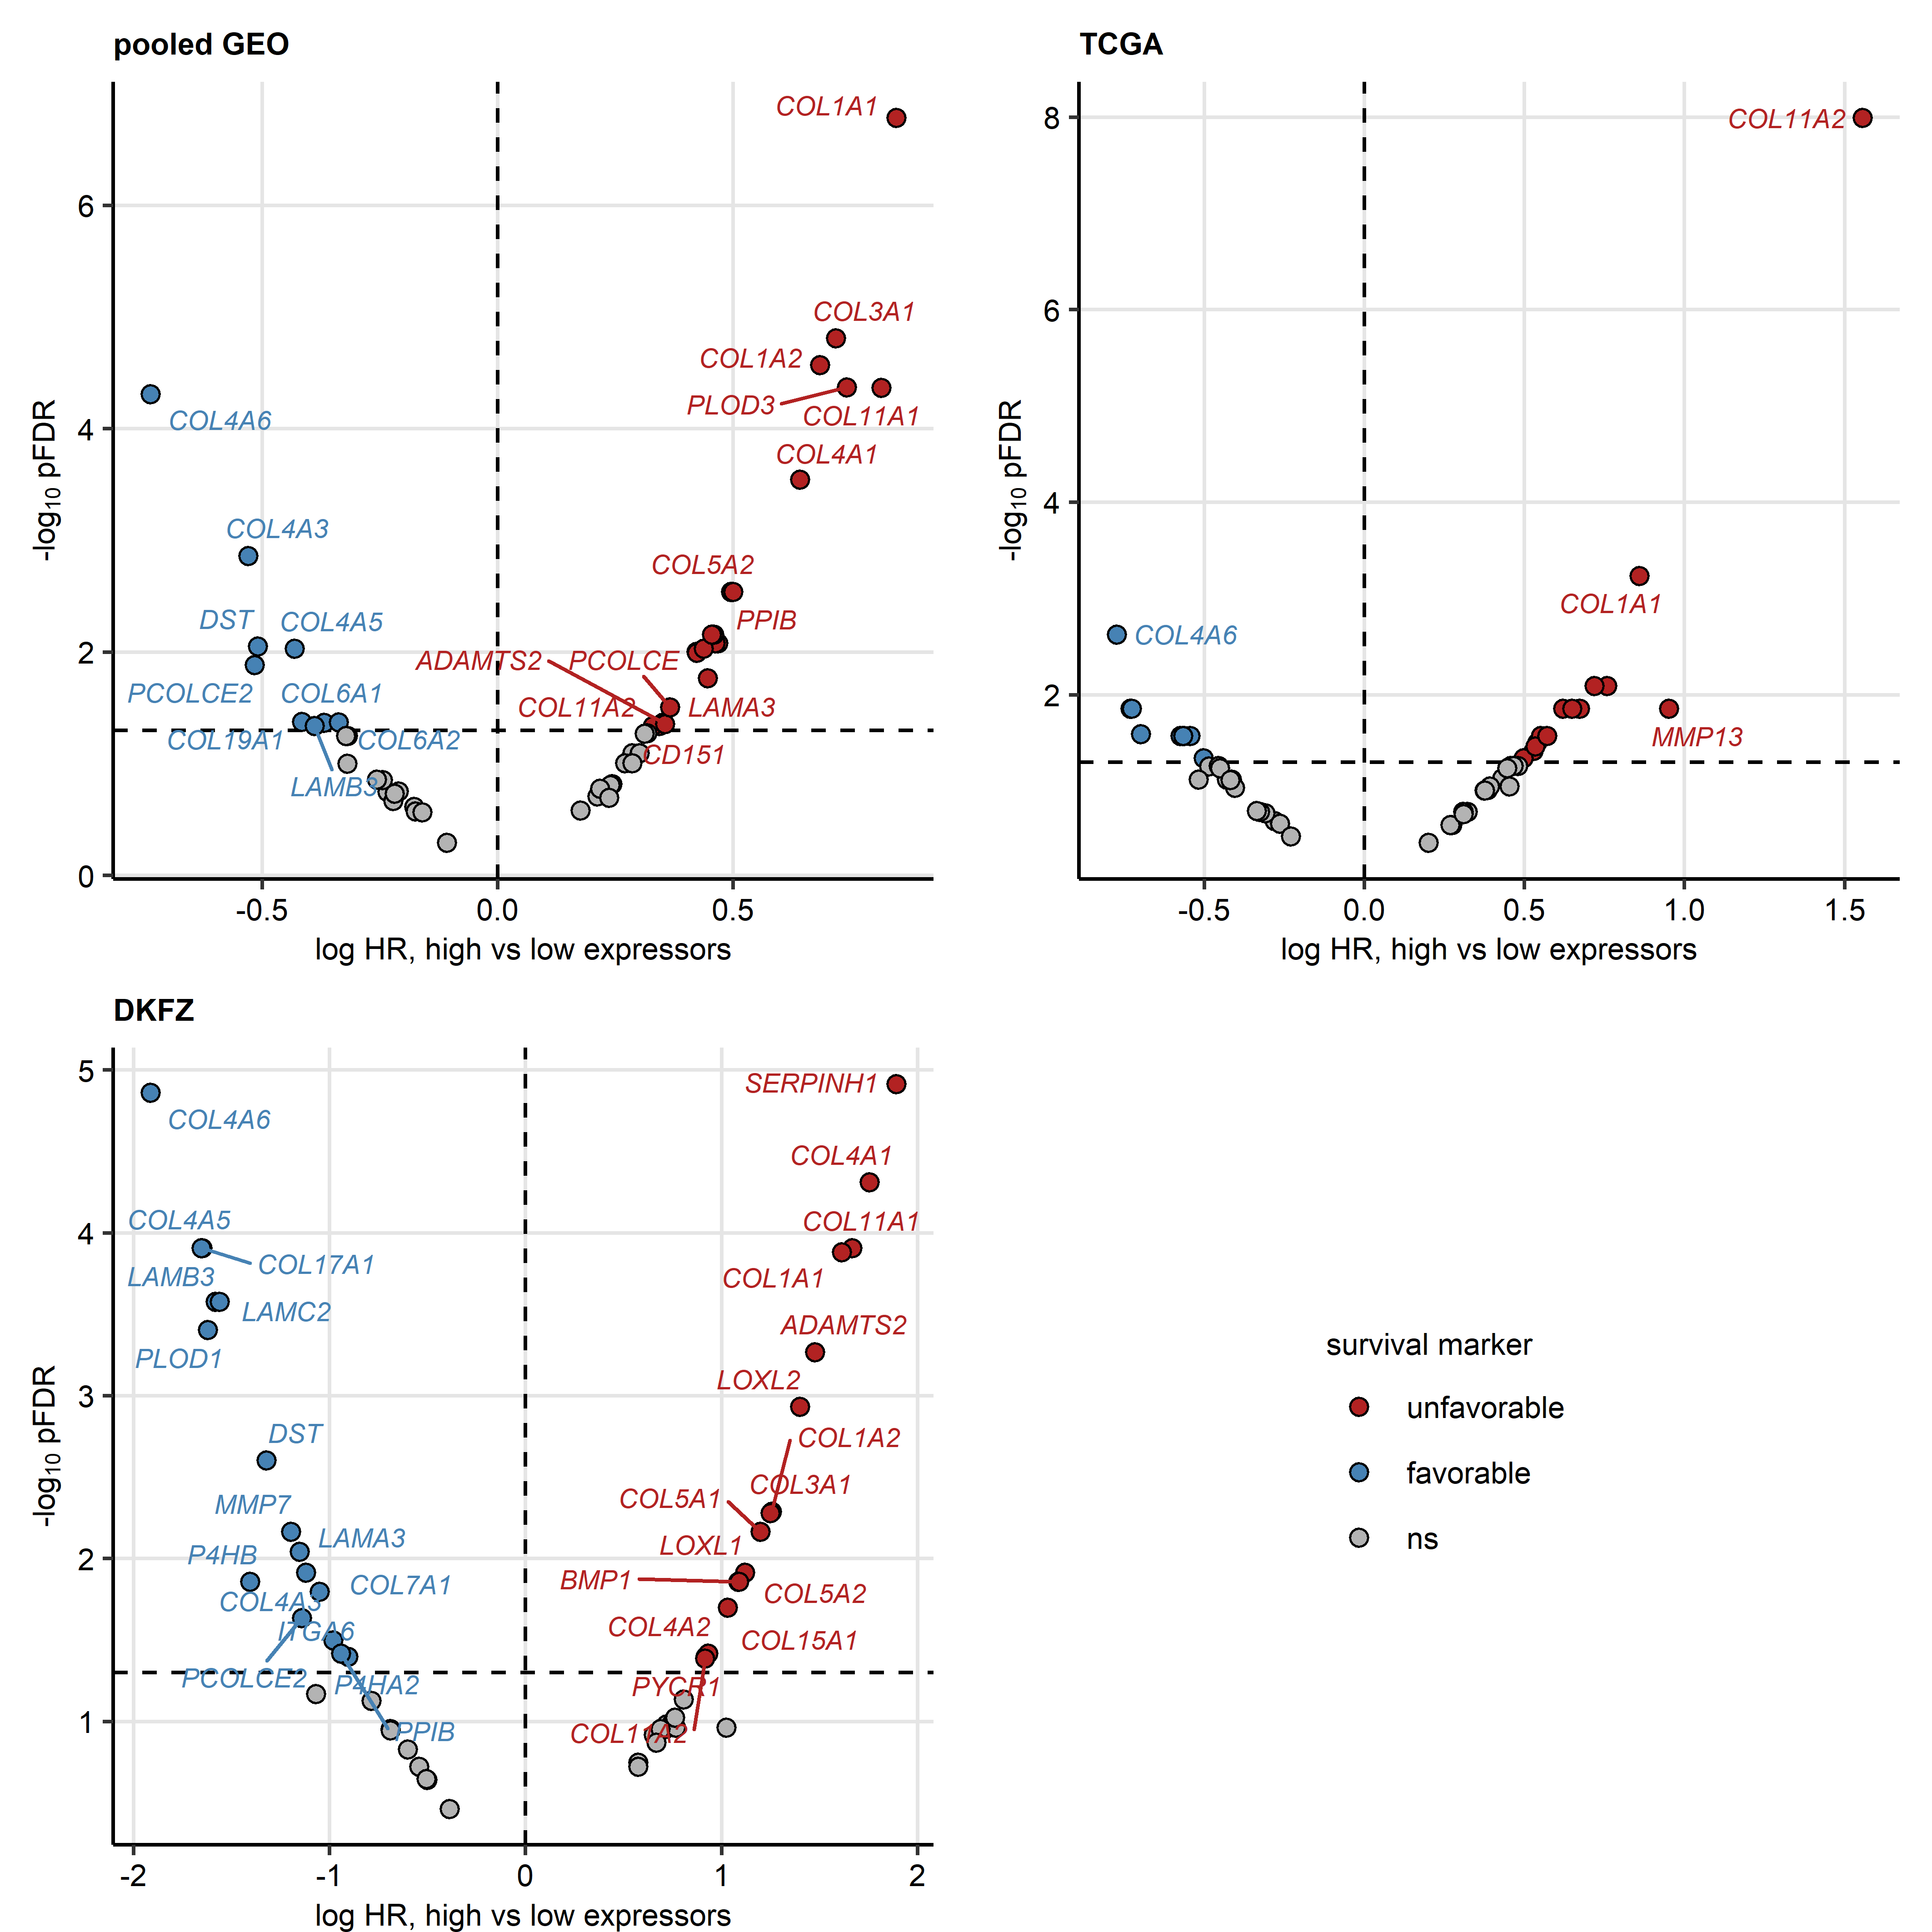 pooled GEO
COL1A1
6
COL3A1
COL1A2
PLOD3
COL11A1
COL4A6
4
COL4A1
COL4A3
COL5A2
DST
COL4A5
PPIB
2
ADAMTS2
PCOLCE
PCOLCE2
COL6A1
COL11A2
LAMA3
COL19A1
COL6A2
CD151
LAMB3
0
-0.5
0.0
0.5
-log10 pFDR
log HR, high vs low expressors
TCGA
8
COL11A2
6
4
COL1A1
COL4A6
2
MMP13
-0.5
0.0
0.5
1.0
1.5
-log10 pFDR
log HR, high vs low expressors
DKFZ
5
SERPINH1
COL4A6
COL4A1
COL4A5
COL11A1
4
COL17A1
LAMB3
COL1A1
LAMC2
ADAMTS2
PLOD1
LOXL2
3
DST
COL1A2
COL3A1
MMP7
COL5A1
LAMA3
LOXL1
P4HB
2
BMP1
COL7A1
COL5A2
COL4A3
ITGA6
COL4A2
COL15A1
PCOLCE2
P4HA2
PYCR1
PPIB
COL11A2
1
-2
-1
0
1
2
-log10 pFDR
log HR, high vs low expressors
survival marker
unfavorable
favorable
ns